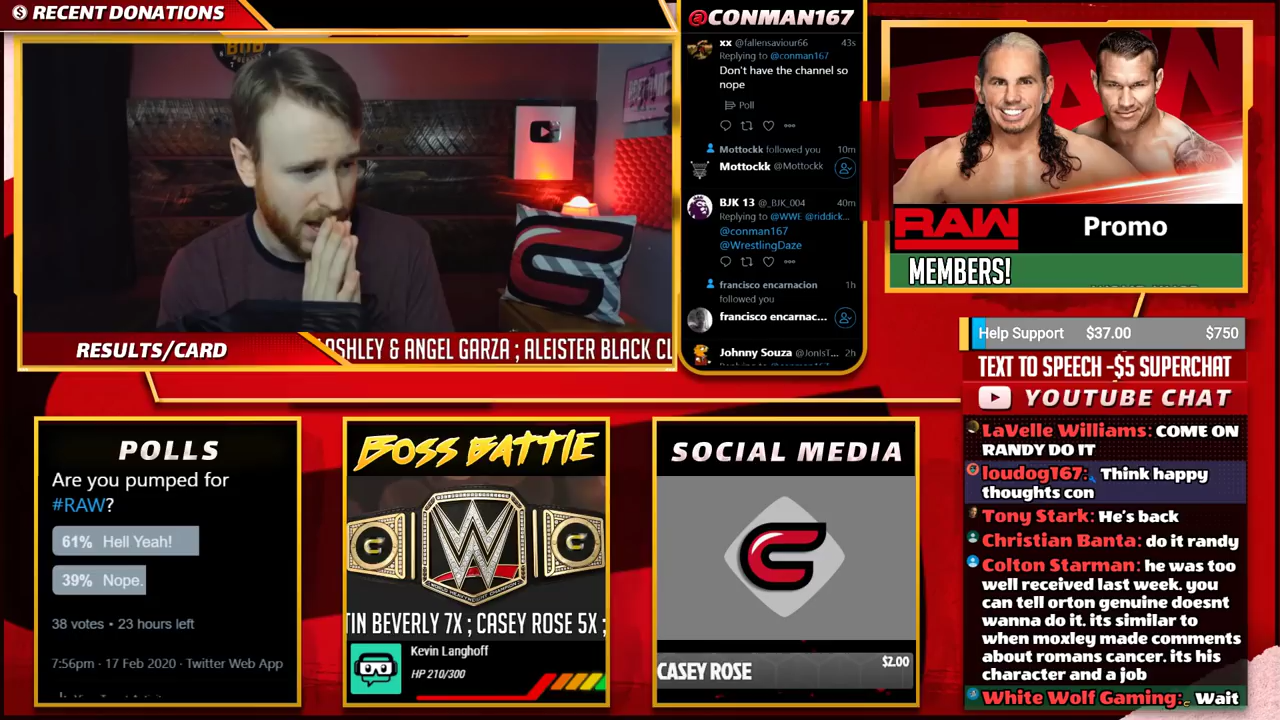 RECENT DONATIONS
RESULTS/CARD
ASHLEY & ANGEL GARZA ; ALEISTER BLACK CL
@CONMAN167
xx @fallensaviour66 43s
Replying to @conman167
Don't have the channel so
nope
Poll
Mottockk followed you 10m
Mottockk @Mottockk
BJK 13 @_BJK_004 40m
Replying to @WWE @riddick...
@conman167
@WrestlingDaze
francisco encarnacion 1h
followed you
francisco encarnac...
Johnny Souza @JonIsT... 2h
RAW
RAW
Promo
MEMBERS!
Help Support $37.00 $750
TEXT TO SPEECH -$5 SUPERCHAT
YOUTUBE CHAT
LaVelle Williams: COME ON
RANDY DO IT
loudog167: Think happy
thoughts con
Tony Stark: He's back
Christian Banta: do it randy
Colton Starman: he was too
well received last week. you
can tell orton genuine doesnt
wanna do it. its similar to
when moxley made comments
about romans cancer. its his
character and a job
White Wolf Gaming: Wait
POLLS
Are you pumped for
#RAW?
61% Hell Yeah!
39% Nope.
38 votes • 23 hours left
7:56pm · 17 Feb 2020 · Twitter Web App
BOSS BATTLE
W
TIN BEVERLY 7X ; CASEY ROSE 5X ;
Kevin Langhoff
HP 210/300
SOCIAL MEDIA
CASEY ROSE $2.00